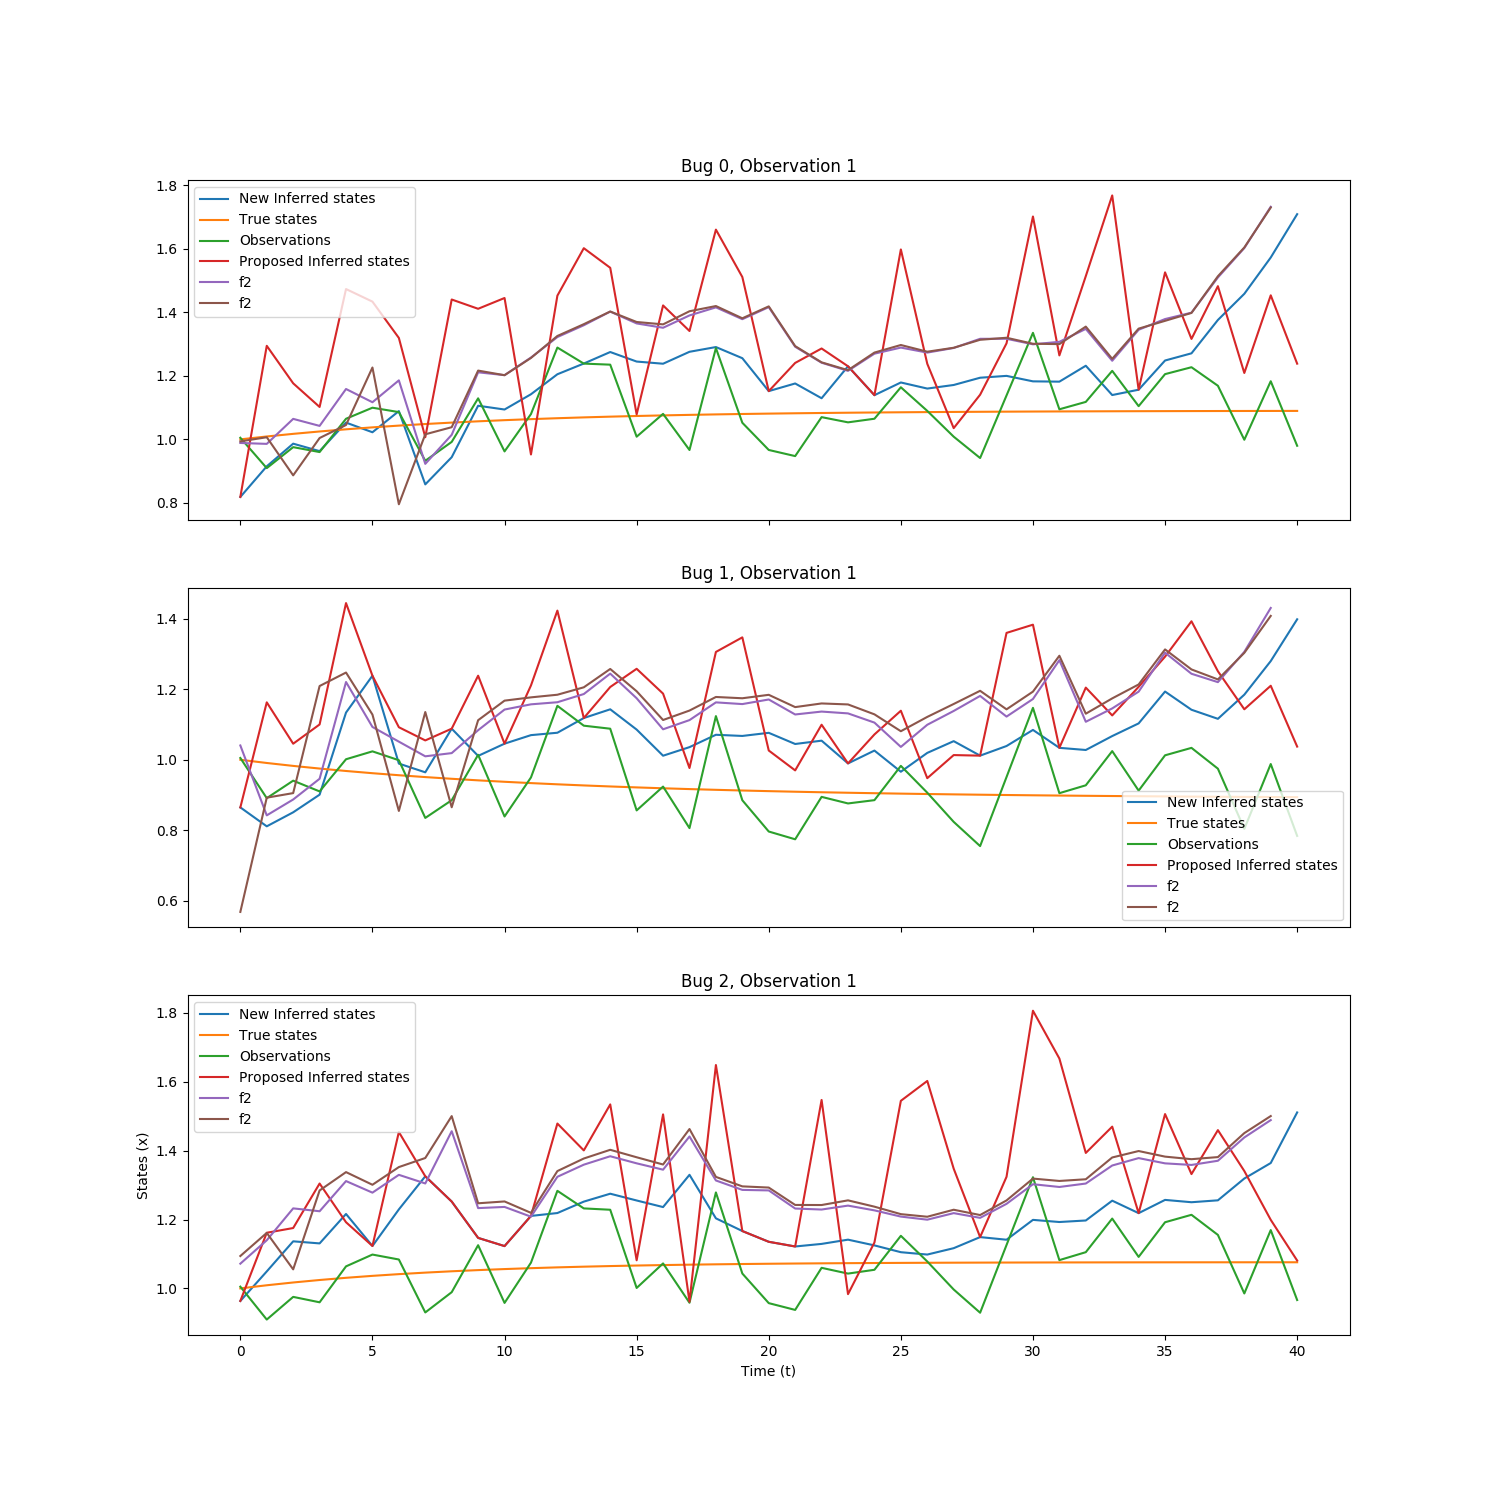 Bug 0, Observation 1
1.8
1.6
1.4
1.2
1.0
0.8
New Inferred states
True states
Observations
Proposed Inferred states
f2
f2
Bug 1, Observation 1
1.4
1.2
1.0
0.8
0.6
New Inferred states
True states
Observations
Proposed Inferred states
f2
f2
Bug 2, Observation 1
1.8
1.6
1.4
1.2
1.0
States (x)
New Inferred states
True states
Observations
Proposed Inferred states
f2
f2
0 5 10 15 20 25 30 35 40
Time (t)